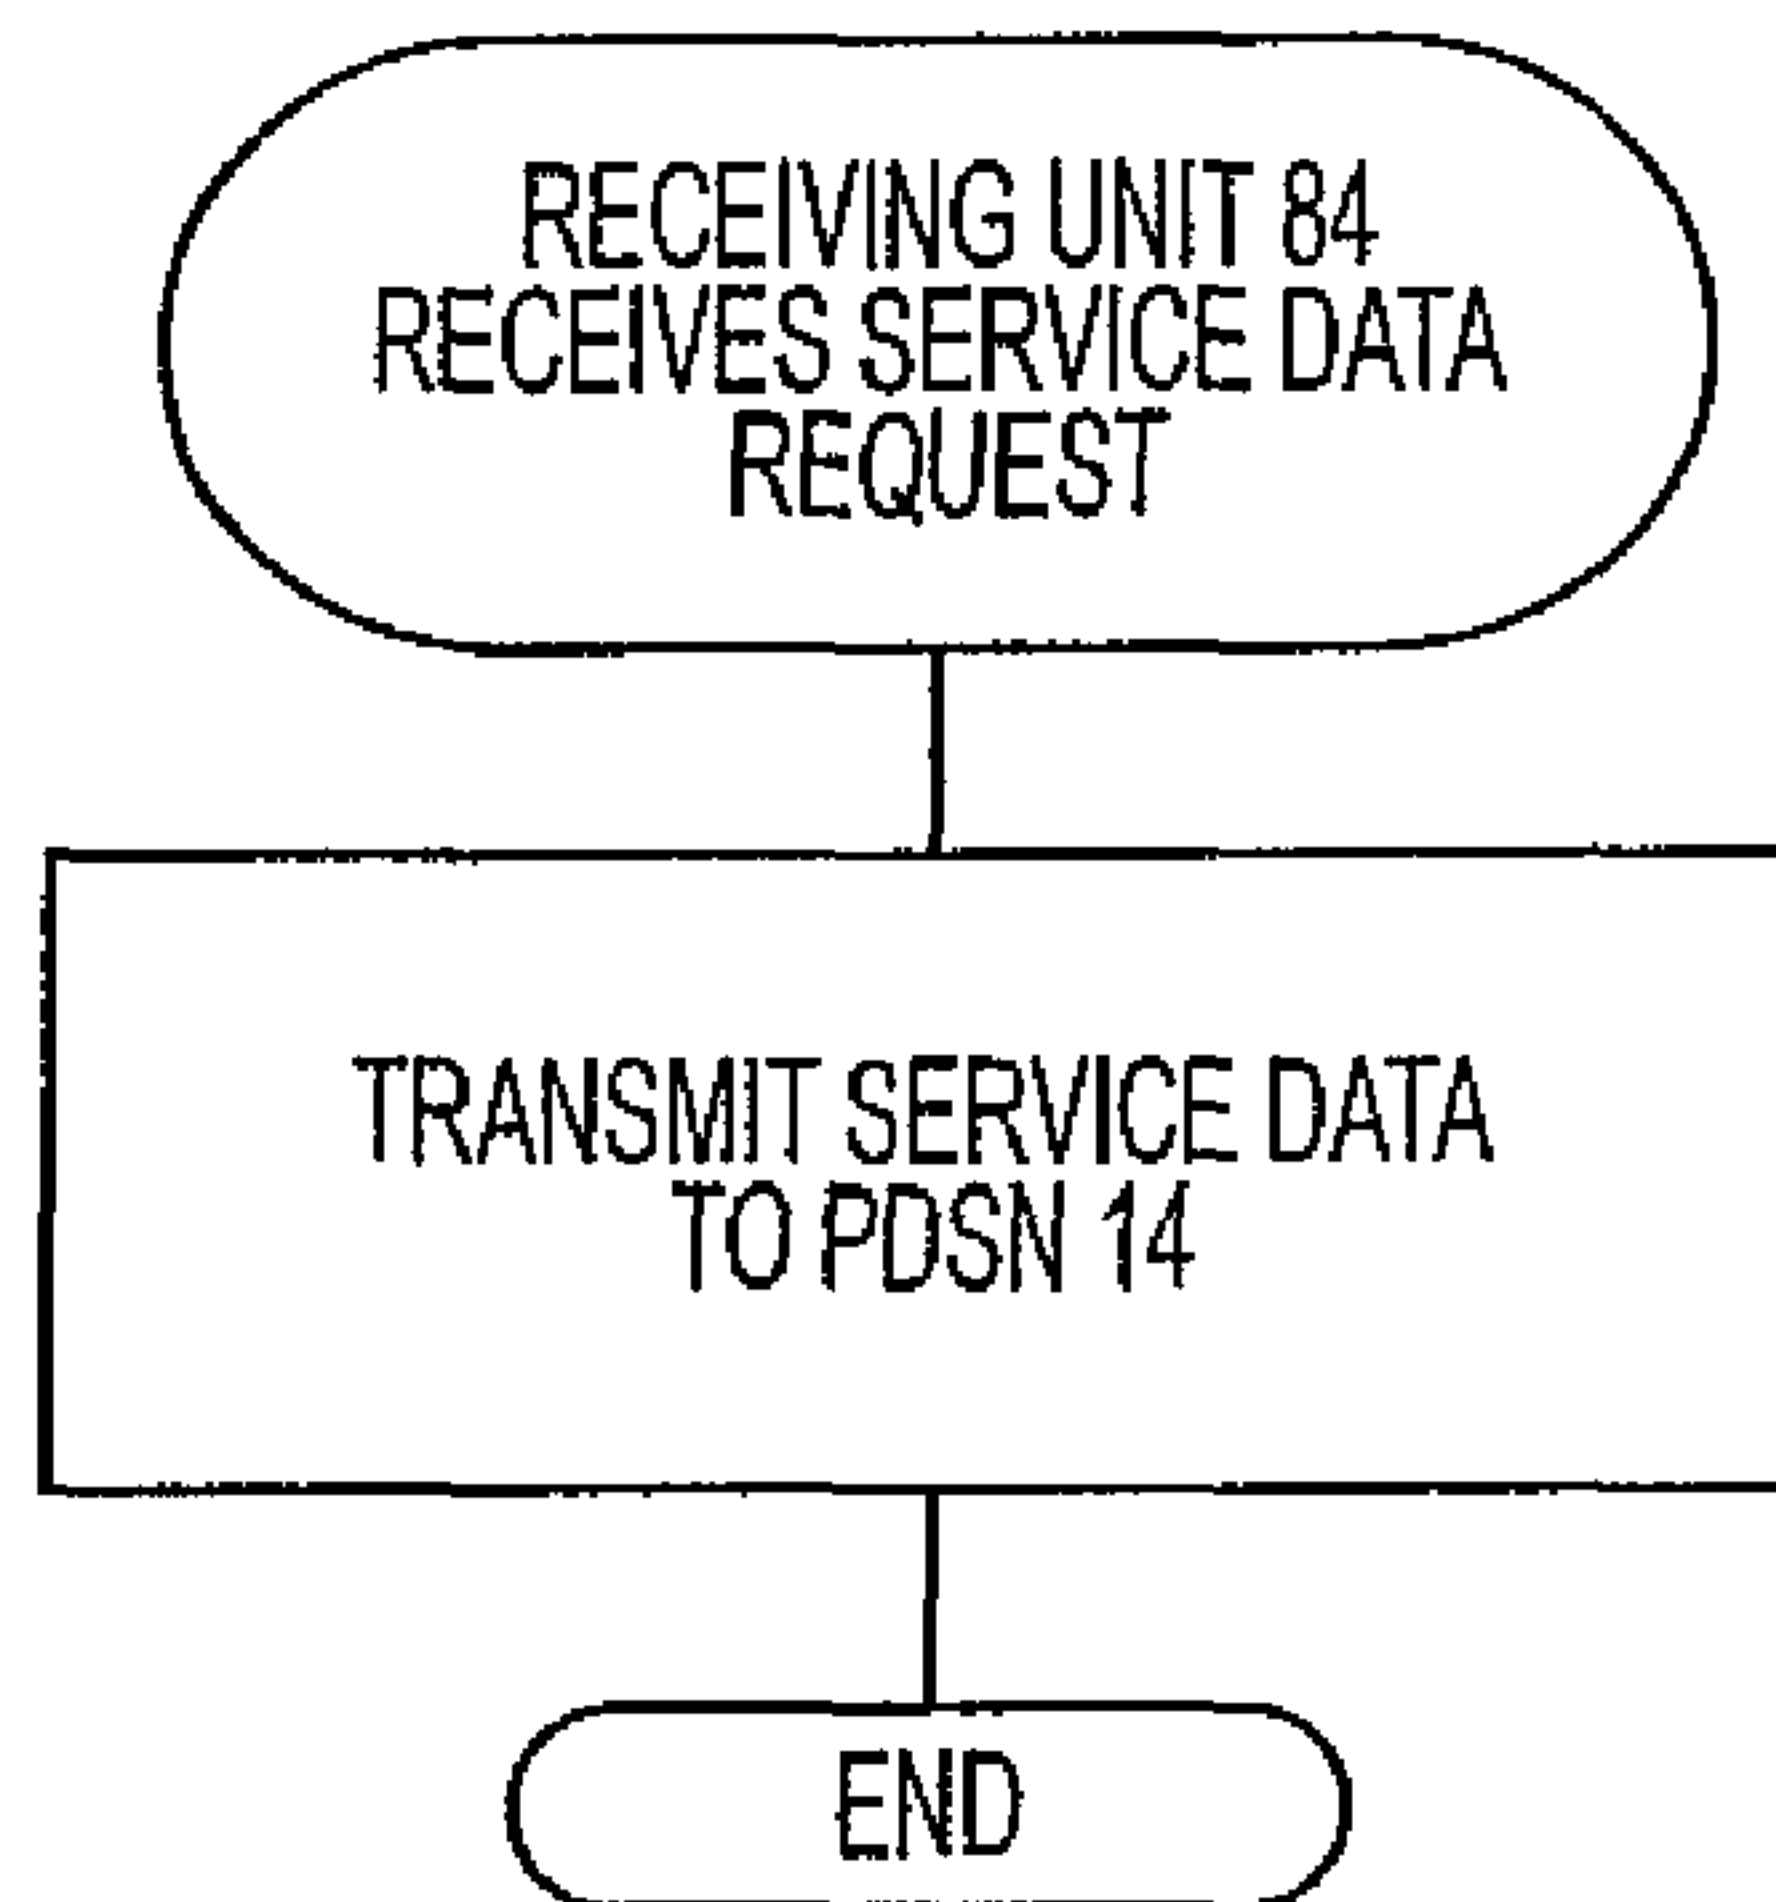 RECEIVING UNIT 84
RECEIVES SERVICE DATA
REQUEST
TRANSMIT SERVICE DATA
TO PDSN 14
END